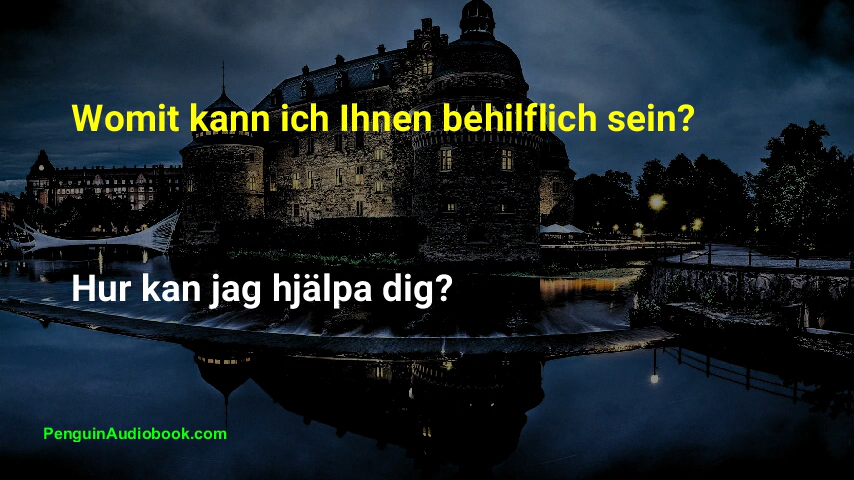 Womit kann ich Ihnen behilflich sein?
Hur kan jag hjälpa dig?
PenguinAudiobook.com